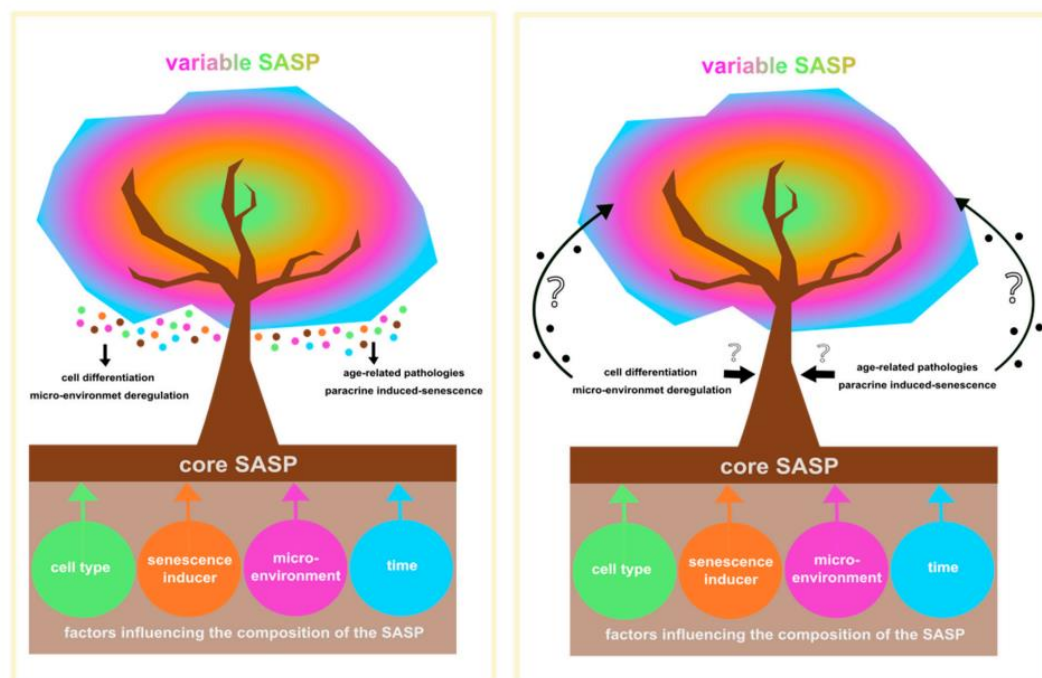 variable SASP
cell differentiation
micro-environmet deregulation
age-related pathologies
paracrine induced-senescence
core SASP
cell type
senescence
inducer
micro-
environment
time
factors influencing the composition of the SASP
variable SASP
?
?
?
?
cell differentiation
micro-environmet deregulation
age-related pathologies
paracrine induced-senescence
core SASP
cell type
senescence
inducer
micro-
environment
time
factors influencing the composition of the SASP